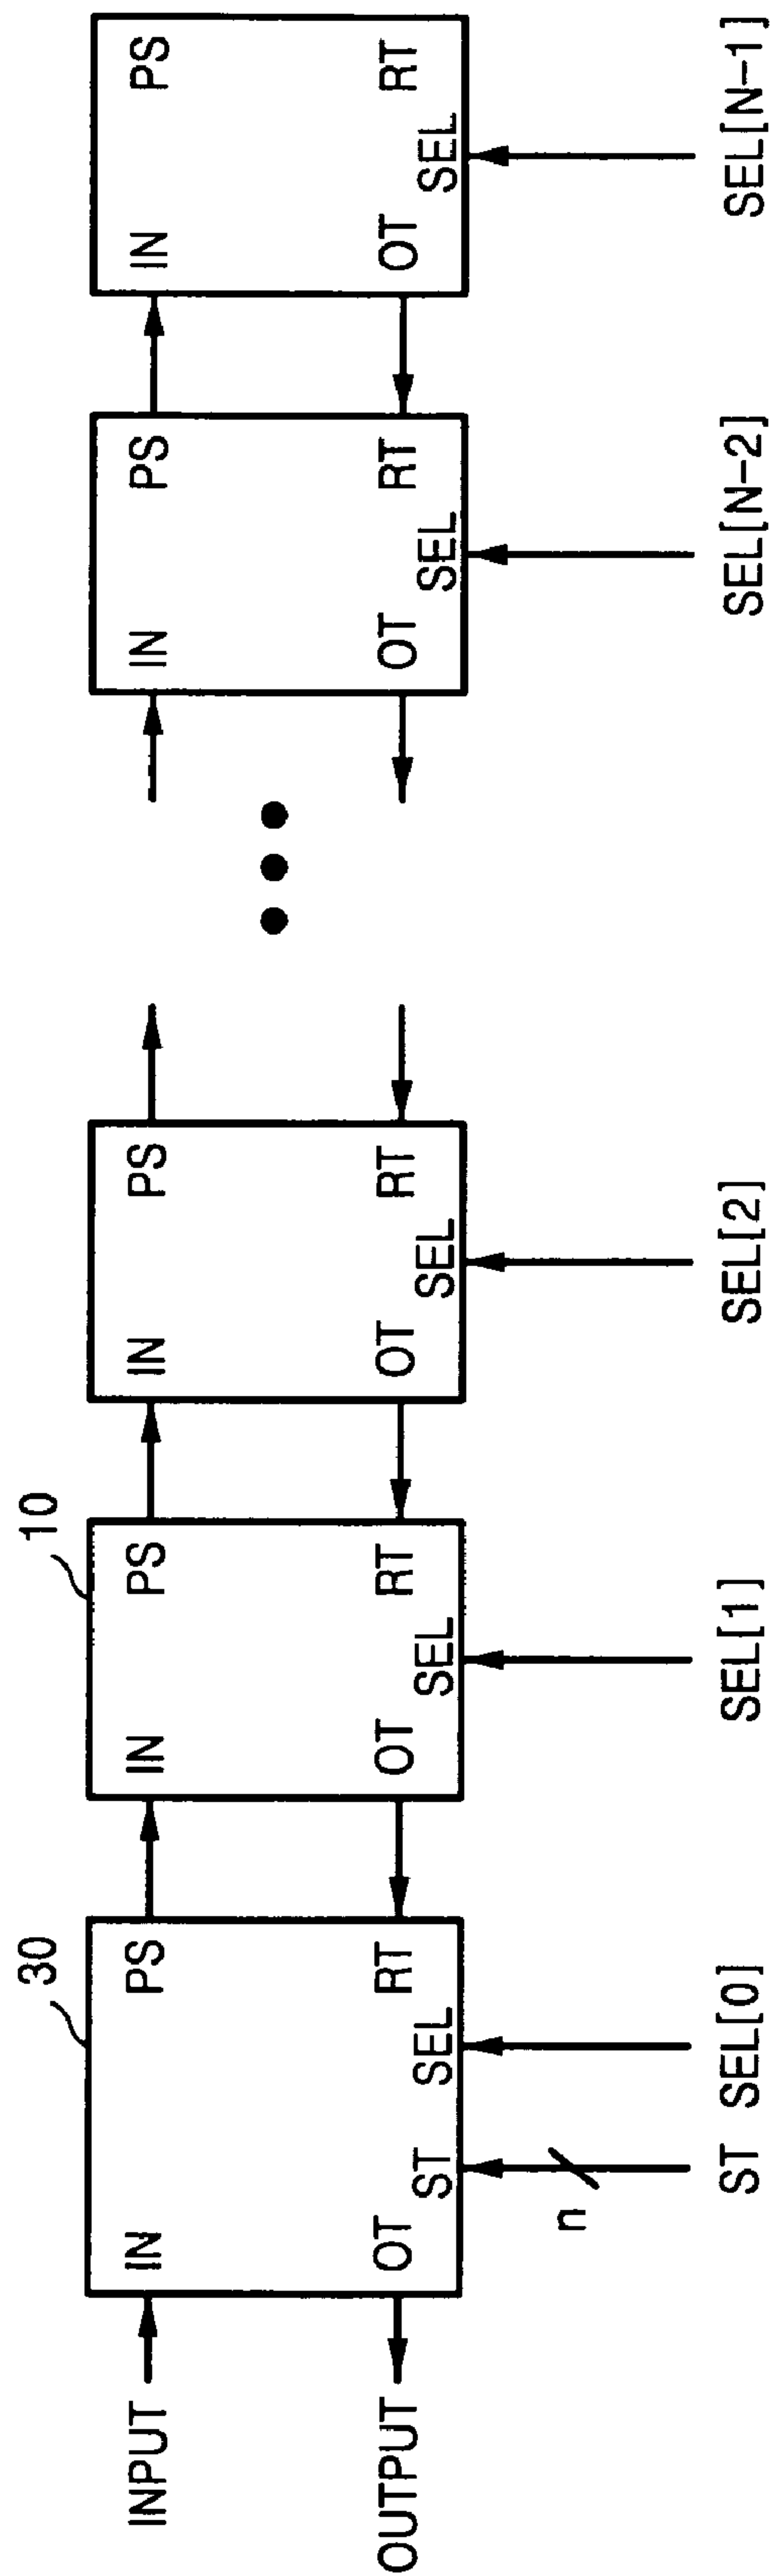 30
10
INPUT
IN
PS
IN
PS
IN
PS
IN
PS
IN
PS
OUTPUT
OT
ST
SEL
RT
OT
SEL
RT
OT
SEL
RT
OT
SEL
RT
OT
SEL
RT
n
ST
SEL[0]
SEL[1]
SEL[2]
SEL[N-2]
SEL[N-1]